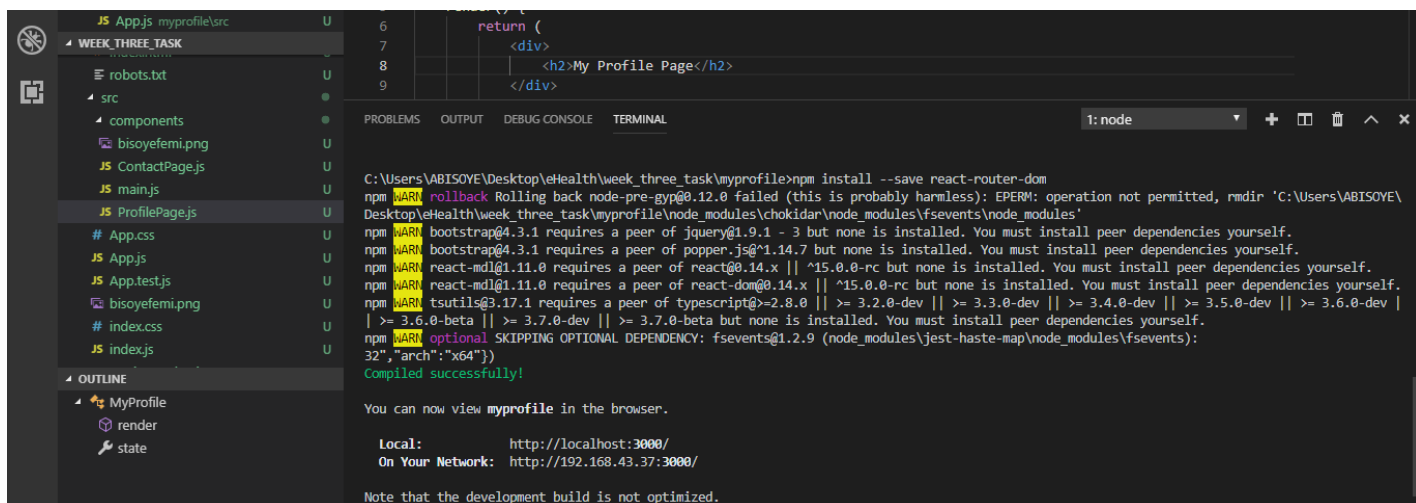 JS App.js myprofile\src U
WEEK_THREE_TASK
robots.txt U
src
components
bisoyefemi.png U
JS ContactPage.js U
JS main.js U
JS ProfilePage.js U
# App.css U
JS App.js U
JS App.test.js U
bisoyefemi.png U
# index.css U
JS index.js U
OUTLINE
MyProfile
render
state
6 return (
7 <div>
8 <h2>My Profile Page</h2>
9 </div>
PROBLEMS OUTPUT DEBUG CONSOLE TERMINAL 1: node
C:\Users\ABISOYE\Desktop\eHealth\week_three_task\myprofile>npm install --save react-router-dom
npm WARN rollback Rolling back node-pre-gyp@0.12.0 failed (this is probably harmless): EPERM: operation not permitted, rmdir 'C:\Users\ABISOYE\
Desktop\eHealth\week_three_task\myprofile\node_modules\chokidar\node_modules\fsevents\node_modules'
npm WARN bootstrap@4.3.1 requires a peer of jquery@1.9.1 - 3 but none is installed. You must install peer dependencies yourself.
npm WARN bootstrap@4.3.1 requires a peer of popper.js@^1.14.7 but none is installed. You must install peer dependencies yourself.
npm WARN react-mdl@1.11.0 requires a peer of react@0.14.x || ^15.0.0-rc but none is installed. You must install peer dependencies yourself.
npm WARN react-mdl@1.11.0 requires a peer of react-dom@0.14.x || ^15.0.0-rc but none is installed. You must install peer dependencies yourself.
npm WARN tsutils@3.17.1 requires a peer of typescript@>=2.8.0 || >= 3.2.0-dev || >= 3.3.0-dev || >= 3.4.0-dev || >= 3.5.0-dev || >= 3.6.0-dev |
| >= 3.6.0-beta || >= 3.7.0-dev || >= 3.7.0-beta but none is installed. You must install peer dependencies yourself.
npm WARN optional SKIPPING OPTIONAL DEPENDENCY: fsevents@1.2.9 (node_modules\jest-haste-map\node_modules\fsevents):
32","arch":"x64"})
Compiled successfully!
You can now view myprofile in the browser.
Local: http://localhost:3000/
On Your Network: http://192.168.43.37:3000/
Note that the development build is not optimized.